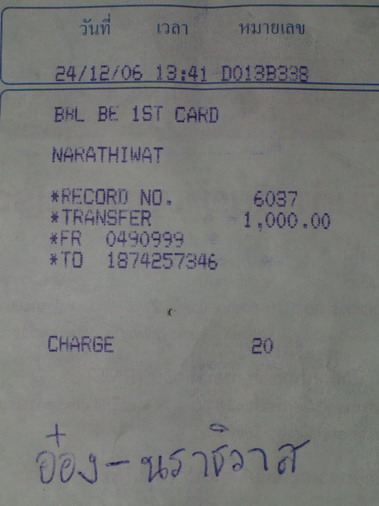 วันที่ เวลา หมายเลข
24/12/06 13:41 D013B338
BBL BE 1ST CARD
NARATHIWAT
*RECORD NO. 6037
*TRANSFER 1,000.00
*FR 0490999
*TO 1874257346
CHARGE 20
อ๋อง - นราธิวาส